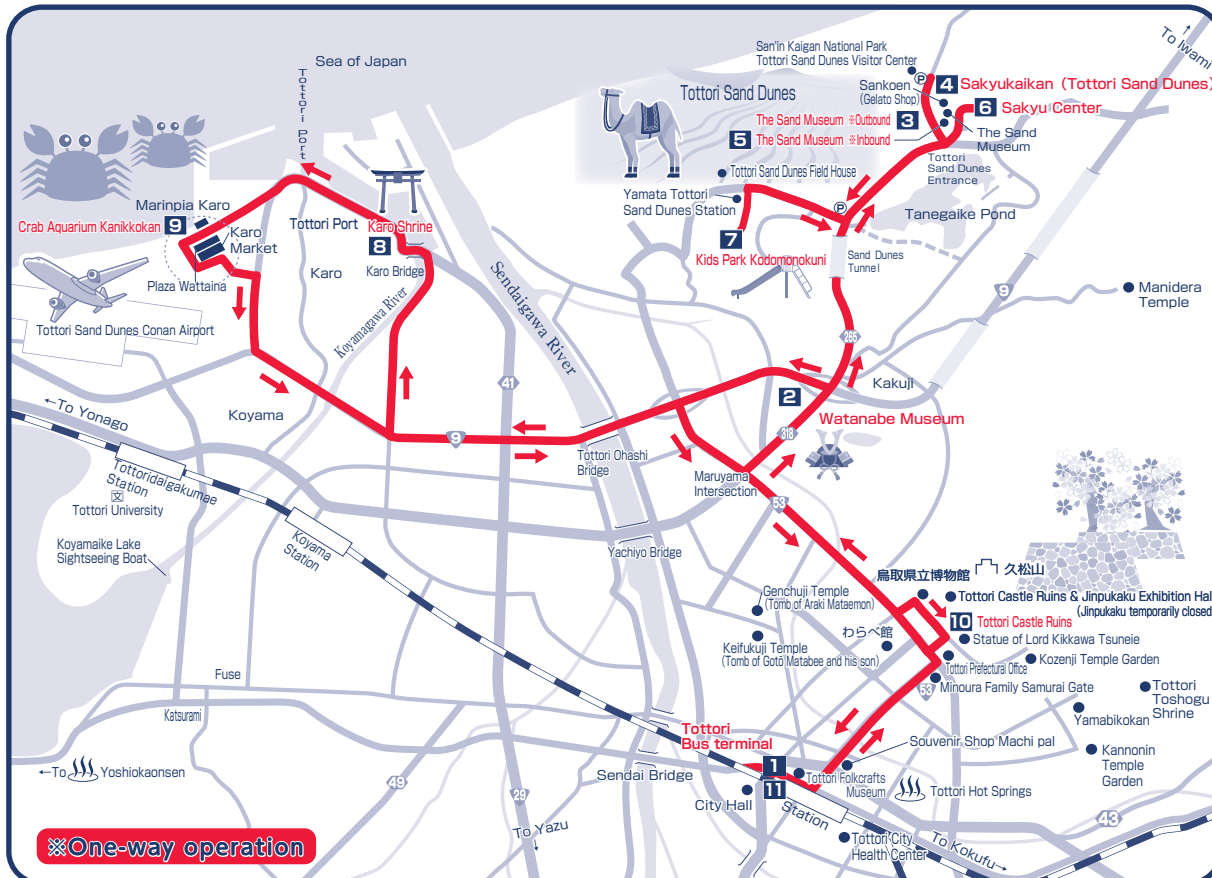 To Iwami
Sea of Japan
Tottori Port
San'in Kaigan National Park
Tottori Sand Dunes Visitor Center
P
4 Sakyukaikan (Tottori Sand Dunes)
Sankoen
(Gelato Shop)
6 Sakyu Center
Tottori Sand Dunes
The Sand Museum ※Outbound 3
5 The Sand Museum ※Inbound
The Sand
Museum
Tottori
Sand Dunes
Entrance
Tottori Sand Dunes Field House
Yamata Tottori
Sand Dunes Station
P
Tanegaike Pond
7
Kids Park Kodomonokuni
Sand Dunes
Tunnel
Marinpia Karo
Crab Aquarium Kanikkokan 9
Karo
Market
Plaza Wattaina
Tottori Port
Karo Shrine
8
Karo
Karo Bridge
Koyamagawa River
Sendaigawa River
Tottori Sand Dunes Conan Airport
9
Manidera
Temple
265
Kakuji
2
Watanabe Museum
318
41
Koyama
9
Tottori Ohashi
Bridge
Maruyama
Intersection
53
←To Yonago
Tottoridaigakumae
Station
文
Tottori University
Koyama
Station
Koyamaike Lake
Sightseeing Boat
Yachiyo Bridge
鳥取県立博物館
久松山
Tottori Castle Ruins & Jinpukaku Exhibition Hal
(Jinpukaku temporarily closed)
10 Tottori Castle Ruins
Genchuji Temple
(Tomb of Araki Mataemon)
わらべ館
Statue of Lord Kikkawa Tsuneie
Keifukuji Temple
(Tomb of Gotō Matabee and his son)
Tottori Prefectural Office
Kozenji Temple Garden
53
Minoura Family Samurai Gate
Tottori
Toshogu
Shrine
Yamabikokan
Fuse
Katsurami
Tottori
Bus terminal
Souvenir Shop Machi pal
Kannonin
Temple
Garden
←To Yoshiokaonsen
49
29
Sendai Bridge
1
11
Tottori Folkcrafts
Museum
City Hall
Station
Tottori Hot Springs
43
To Yazu
Tottori City
Health Center
To Kokufu
※One-way operation